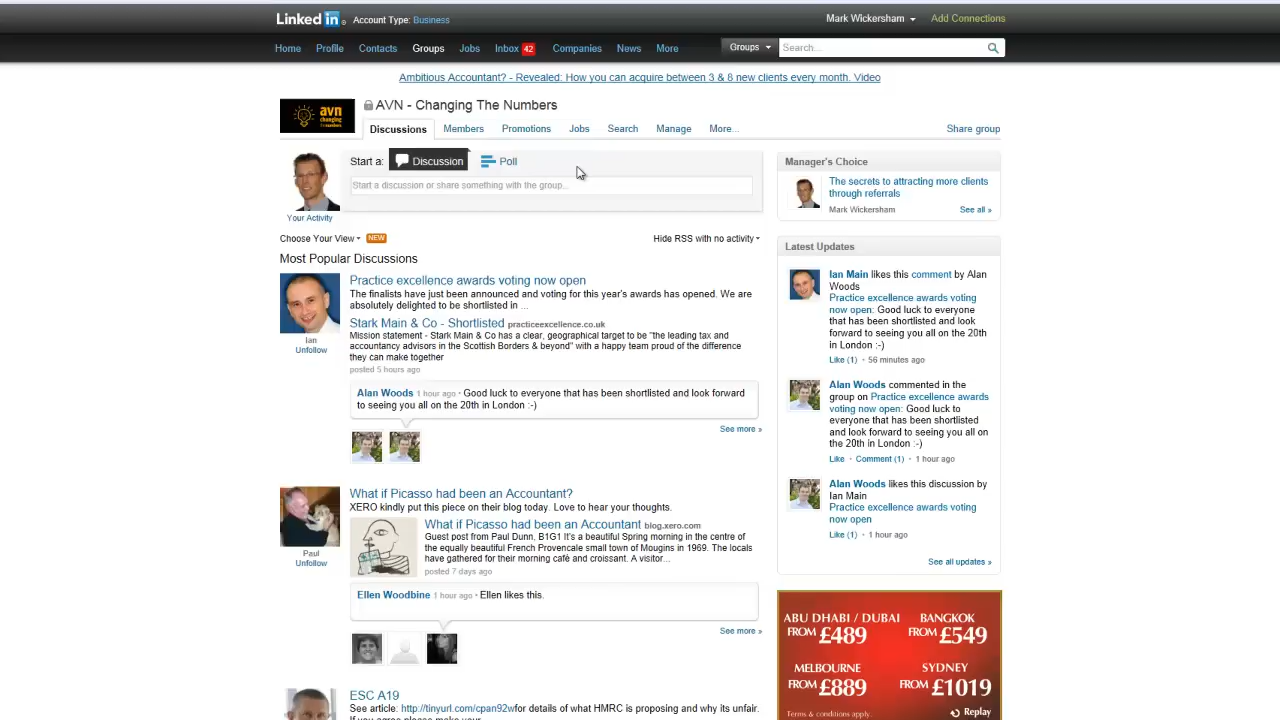 Linked in® Account Type: Business
Mark Wickersham Add Connections
Home Profile Contacts Groups Jobs Inbox 42 Companies News More
Groups Search...
Ambitious Accountant? - Revealed: How you can acquire between 3 & 8 new clients every month. Video
avn changing the numbers
AVN - Changing The Numbers
Discussions Members Promotions Jobs Search Manage More... Share group
Start a: Discussion Poll
Start a discussion or share something with the group...
Your Activity
Choose Your View NEW
Hide RSS with no activity
Most Popular Discussions
Practice excellence awards voting now open
The finalists have just been announced and voting for this year's awards has opened. We are
absolutely delighted to be shortlisted in ...
Stark Main & Co - Shortlisted practiceexcellence.co.uk
Mission statement - Stark Main & Co has a clear, geographical target to be "the leading tax and
accountancy advisors in the Scottish Borders & beyond" with a happy team proud of the difference
they can make together
posted 5 hours ago
Ian
Unfollow
Alan Woods 1 hour ago • Good luck to everyone that has been shortlisted and look forward
to seeing you all on the 20th in London :-)
See more »
What if Picasso had been an Accountant?
XERO kindly put this piece on their blog today. Love to hear your thoughts.
What if Picasso had been an Accountant blog.xero.com
Guest post from Paul Dunn, B1G1 It's a beautiful Spring morning in the centre of
the equally beautiful French Provencale small town of Mougins in 1969. The locals
have gathered for their morning café and croissant. A visitor...
posted 7 days ago
Paul
Unfollow
Ellen Woodbine 1 hour ago • Ellen likes this.
See more »
ESC A19
See article: http://tinyurl.com/cpan92wfor details of what HMRC is proposing and why its unfair.
If you agree please make your
Manager's Choice
The secrets to attracting more clients
through referrals
Mark Wickersham See all »
Latest Updates
Ian Main likes this comment by Alan
Woods
Practice excellence awards voting
now open: Good luck to everyone
that has been shortlisted and look
forward to seeing you all on the 20th
in London :-)
Like (1) • 56 minutes ago
Alan Woods commented in the
group on Practice excellence awards
voting now open: Good luck to
everyone that has been shortlisted
and look forward to seeing you all on
the 20th in London :-)
Like • Comment (1) • 1 hour ago
Alan Woods likes this discussion by
Ian Main
Practice excellence awards voting
now open
Like (1) • 1 hour ago
See all updates »
ABU DHABI / DUBAI BANGKOK
FROM £489 FROM £549
MELBOURNE SYDNEY
FROM £889 FROM £1019
Terms & conditions apply. Replay